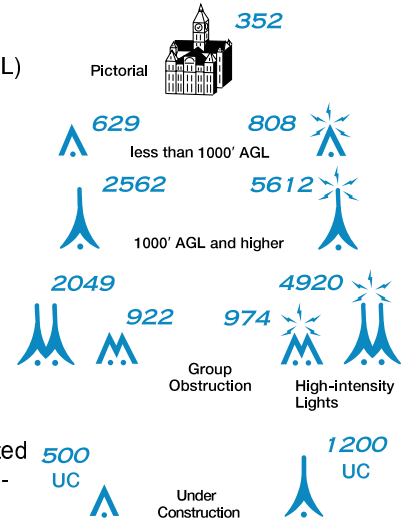 352
L)
Pictorial
629
808
less than 1000' AGL
2562
5612
1000' AGL and higher
2049
4920
922
974
Group
Obstruction
High-intensity
Lights
ted
500
1200
UC
UC
-
Under
Construction